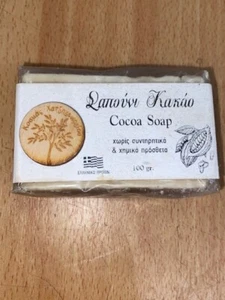 Σαπούνι Κακάο
Cocoa Soap
χωρίς συντηρητικά
& χημικά πρόσθετα
100 gr.